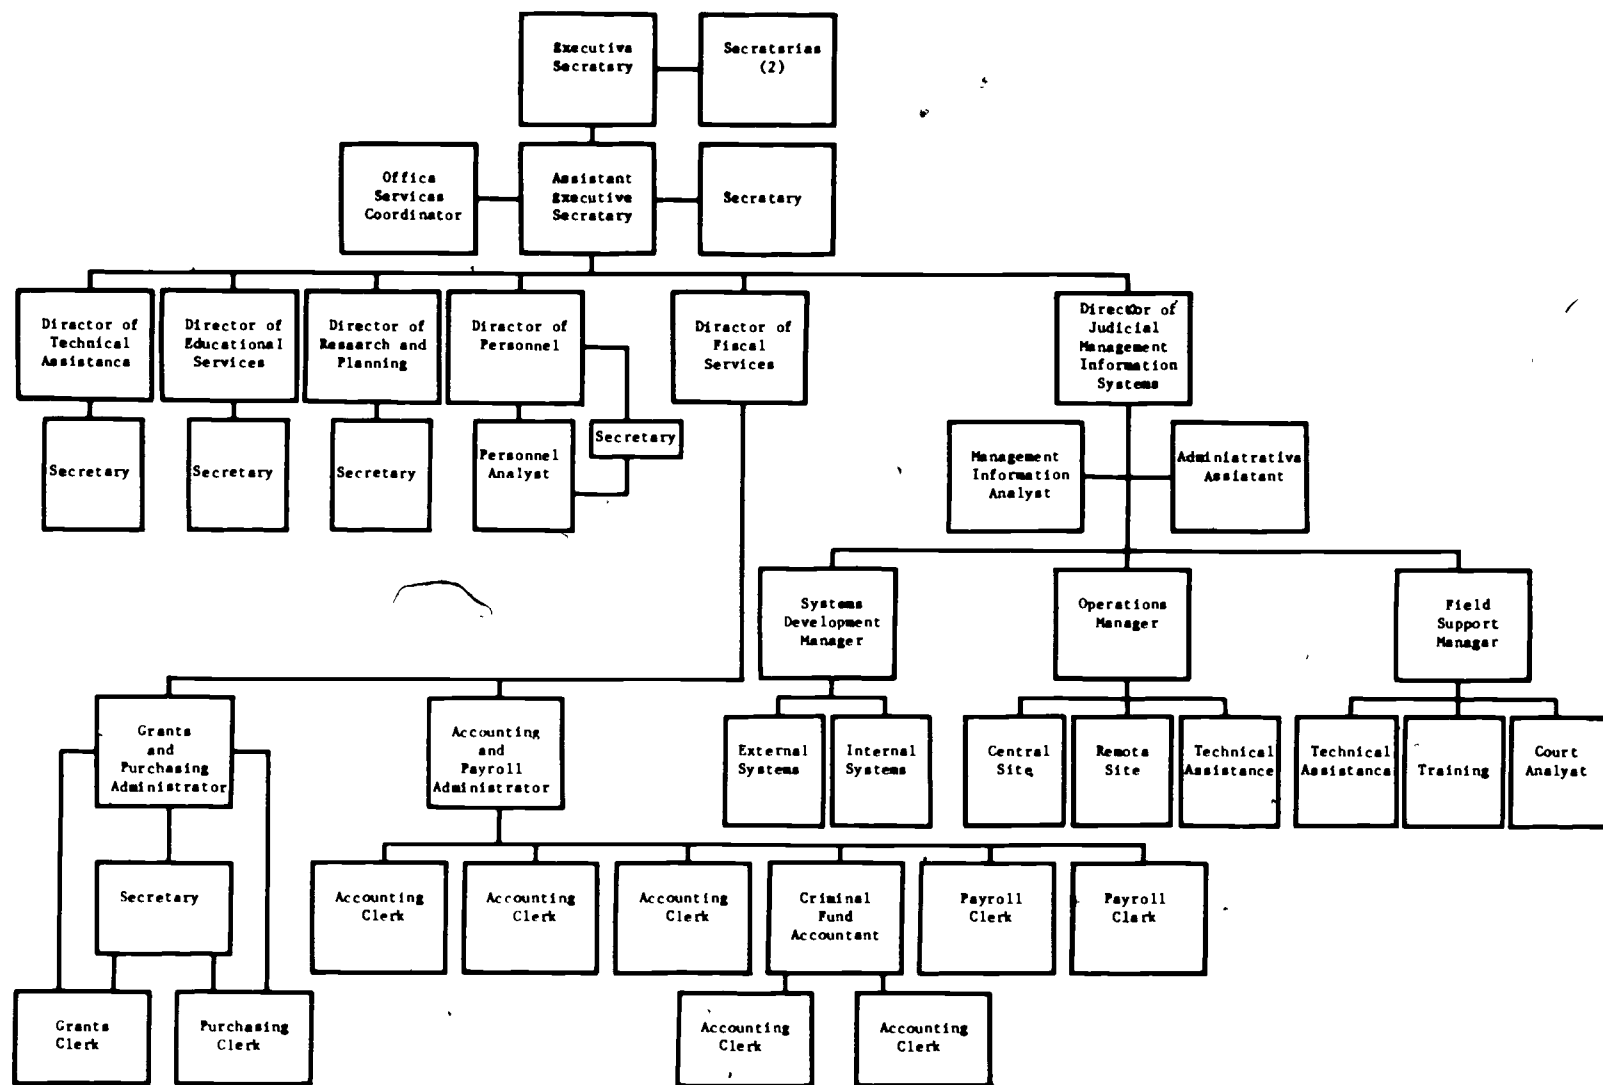 Executive
Secretary
Secretaries
(2)
Office
Services
Coordinator
Assistant
Executive
Secretary
Secretary
Director of
Technical
Assistance
Director of
Educational
Services
Director of
Research and
Planning
Director of
Personnel
Director of
Fiscal
Services
Director of
Judicial
Management
Information
Systems
Secretary
Secretary
Secretary
Personnel
Analyst
Secretary
Management
Information
Analyst
Administrative
Assistant
Systems
Development
Manager
Operations
Manager
Field
Support
Manager
Grants
and
Purchasing
Administrator
Accounting
and
Payroll
Administrator
External
Systems
Internal
Systems
Central
Site
Remote
Site
Technical
Assistance
Technical
Assistance
Training
Court
Analyst
Secretary
Accounting
Clerk
Accounting
Clerk
Accounting
Clerk
Criminal
Fund
Accountant
Payroll
Clerk
Payroll
Clerk
Grants
Clerk
Purchasing
Clerk
Accounting
Clerk
Accounting
Clerk